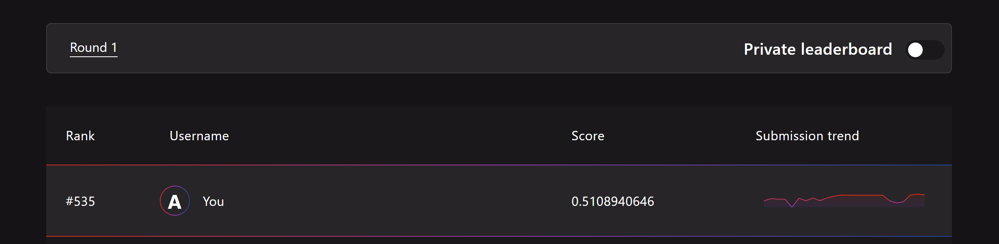 Round 1
Private leaderboard
Rank Username Score Submission trend
#535 A You 0.5108940646